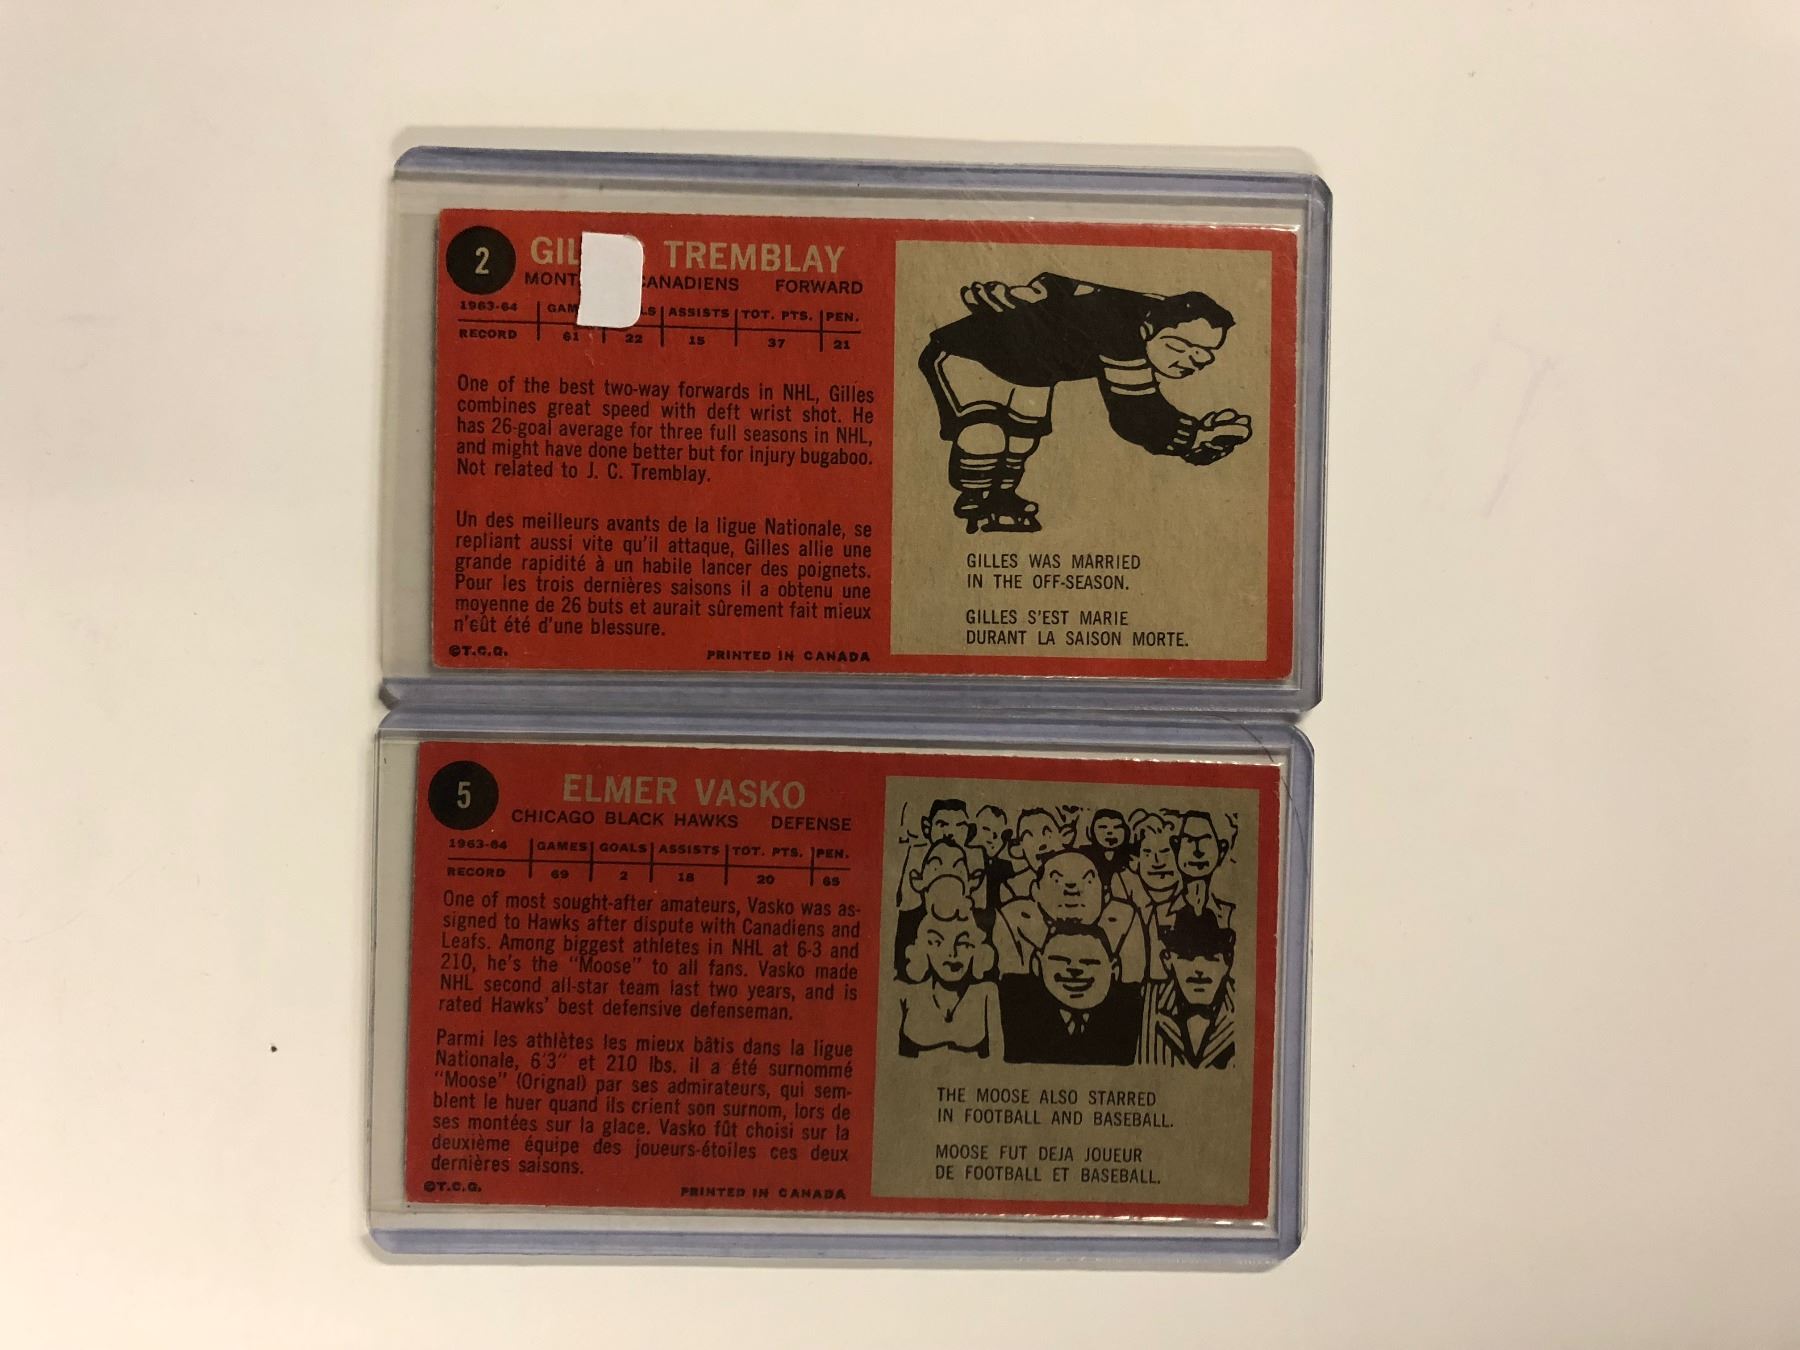 2
GIL TREMBLAY
MONT CANADIENS FORWARD
1963-64 GAM LS ASSISTS TOT. PTS. PEN.
RECORD 61 22 15 37 21
One of the best two-way forwards in NHL, Gilles
combines great speed with deft wrist shot. He
has 26-goal average for three full seasons in NHL,
and might have done better but for injury bugaboo.
Not related to J. C. Tremblay.
Un des meilleurs avants de la ligue Nationale, se
repliant aussi vite qu'il attaque, Gilles allie une
grande rapidité à un habile lancer des poignets.
Pour les trois dernières saisons il a obtenu une
moyenne de 26 buts et aurait sûrement fait mieux
n'eût été d'une blessure.
©T.C.G. PRINTED IN CANADA
GILLES WAS MARRIED
IN THE OFF-SEASON.
GILLES S'EST MARIE
DURANT LA SAISON MORTE.
5
ELMER VASKO
CHICAGO BLACK HAWKS DEFENSE
1963-64 GAMES GOALS ASSISTS TOT. PTS. PEN.
RECORD 69 2 18 20 65
One of most sought-after amateurs, Vasko was as-
signed to Hawks after dispute with Canadiens and
Leafs. Among biggest athletes in NHL at 6-3 and
210, he's the "Moose" to all fans. Vasko made
NHL second all-star team last two years, and is
rated Hawks' best defensive defenseman.
Parmi les athlètes les mieux bâtis dans la ligue
Nationale, 6'3" et 210 lbs. il a été surnommé
"Moose" (Orignal) par ses admirateurs, qui sem-
blent le huer quand ils crient son surnom, lors de
ses montées sur la glace. Vasko fût choisi sur la
deuxième équipe des joueurs-étoiles ces deux
dernières saisons.
©T.C.G. PRINTED IN CANADA
THE MOOSE ALSO STARRED
IN FOOTBALL AND BASEBALL.
MOOSE FUT DEJA JOUEUR
DE FOOTBALL ET BASEBALL.